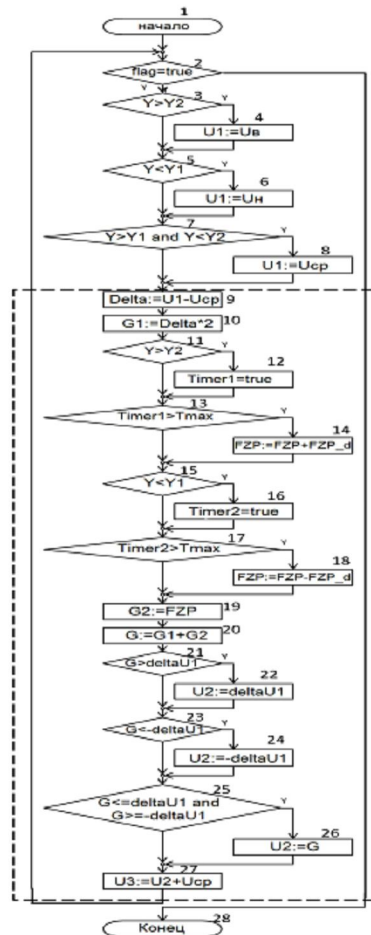 1
начало
2
flag=true
Y
3
Y>Y2
Y
4
U1:=Uв
5
Y<Y1
Y
6
U1:=Uн
7
Y>Y1 and Y<Y2
Y
8
U1:=Uср
Delta:=U1-Uср 9
G1:=Delta*2 10
11
Y>Y2
Y
12
Timer1=true
13
Timer1>Tmax
Y
14
FZP:=FZP+FZP_d
15
Y<Y1
Y
16
Timer2=true
17
Timer2>Tmax
Y
18
FZP:=FZP-FZP_d
G2:=FZP 19
G:=G1+G2 20
21
G>deltaU1
Y
22
U2:=deltaU1
23
G<-deltaU1
Y
24
U2:=-deltaU1
25
G<=deltaU1 and
G>=-deltaU1
Y
26
U2:=G
27
U3:=U2+Uср
28
Конец